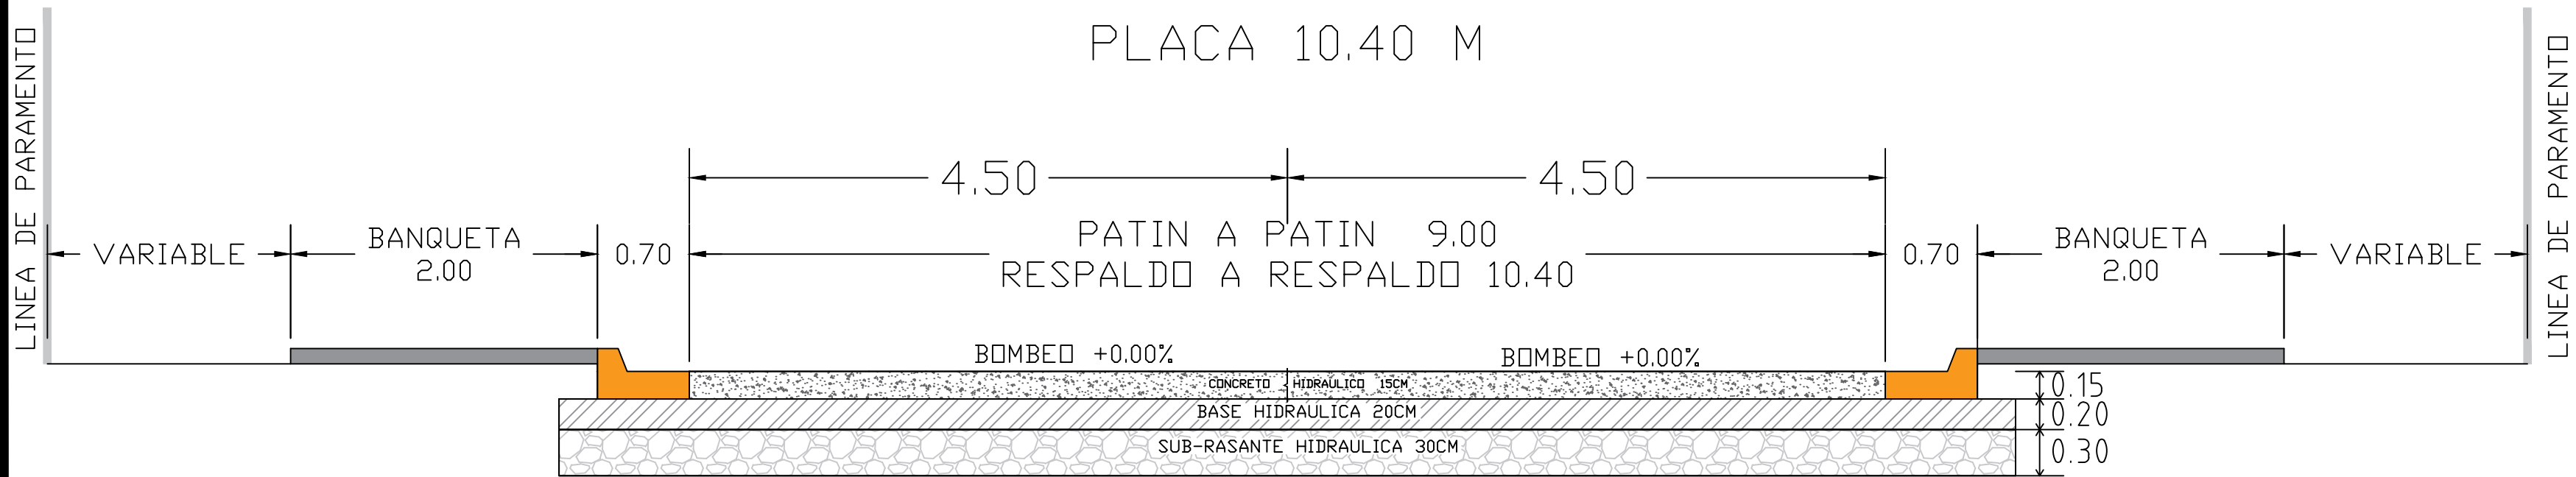 PLACA 10.40 M
LINEA DE PARAMENTO
LINEA DE PARAMENTO
4.50
4.50
VARIABLE
BANQUETA
2.00
0.70
PATIN A PATIN 9.00
RESPALDO A RESPALDO 10.40
0.70
BANQUETA
2.00
VARIABLE
BOMBEO +0.00%
BOMBEO +0.00%
CONCRETO HIDRAULICO 15CM
0.15
BASE HIDRAULICA 20CM
0.20
SUB-RASANTE HIDRAULICA 30CM
0.30